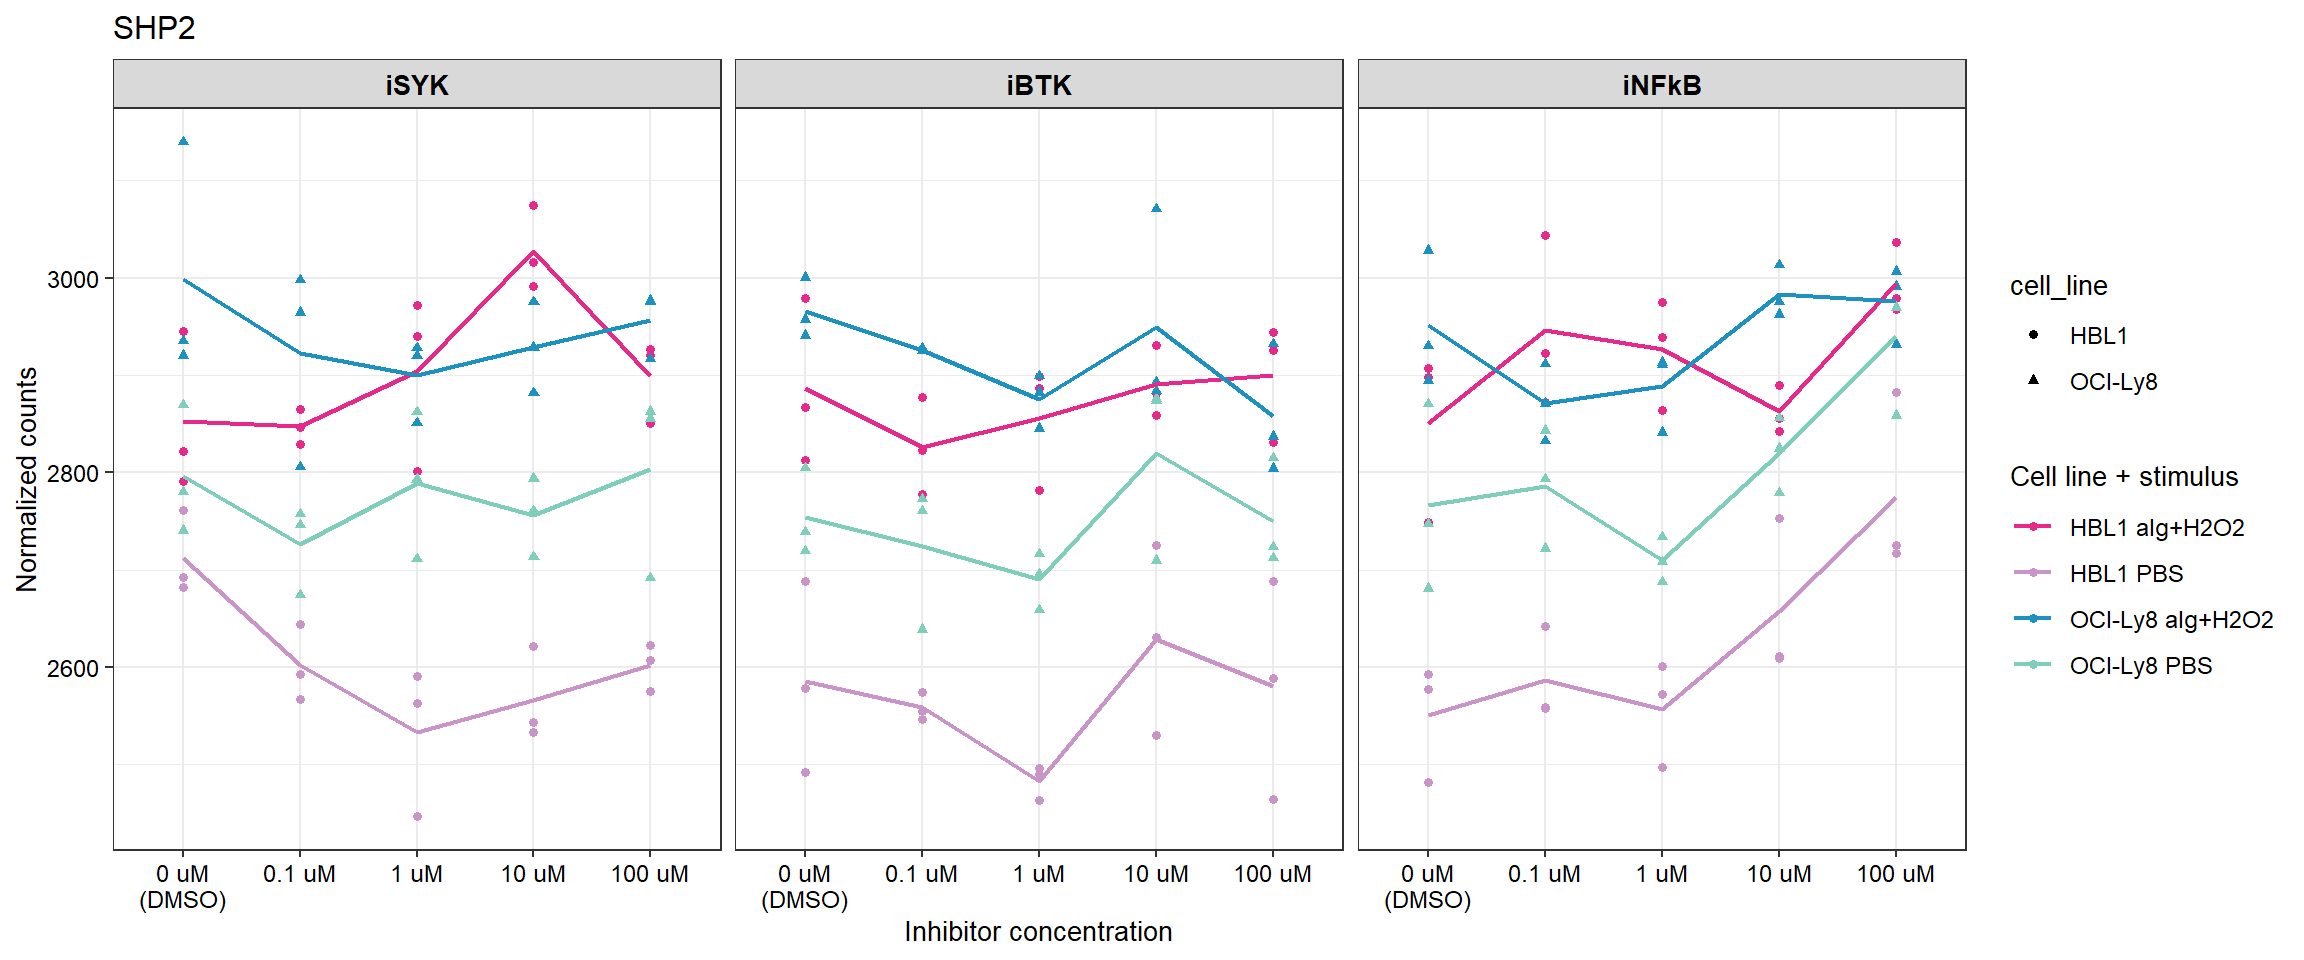 SHP2
iSYK
iBTK
iNFkB
Normalized counts
3000
2800
2600
0 uM
(DMSO)
0.1 uM
1 uM
10 uM
100 uM
0 uM
(DMSO)
0.1 uM
1 uM
10 uM
100 uM
0 uM
(DMSO)
0.1 uM
1 uM
10 uM
100 uM
Inhibitor concentration
cell_line
HBL1
OCI-Ly8
Cell line + stimulus
HBL1 aIg+H2O2
HBL1 PBS
OCI-Ly8 aIg+H2O2
OCI-Ly8 PBS